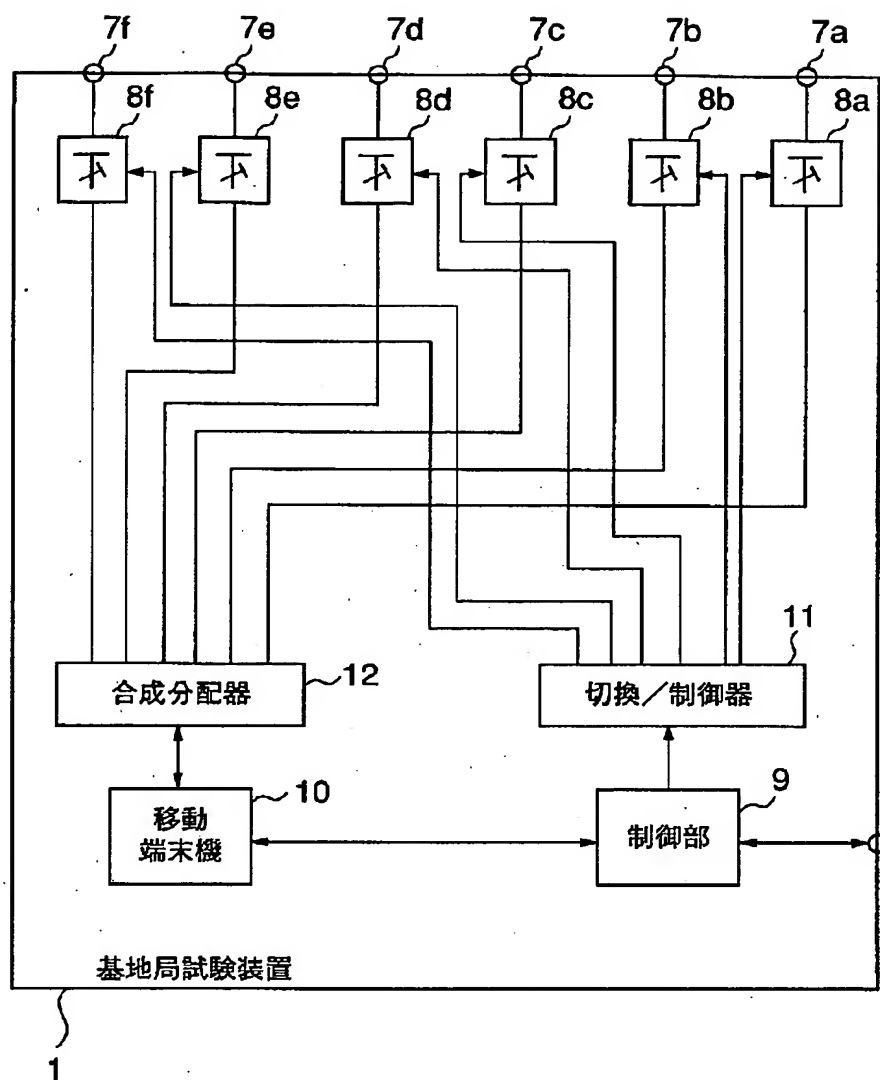 7f 7e 7d 7c 7b 7a
8f 8e 8d 8c 8b 8a
11
合成分配器
12
切換／制御器
10
9
移動
端末機
制御部
基地局試験装置
1